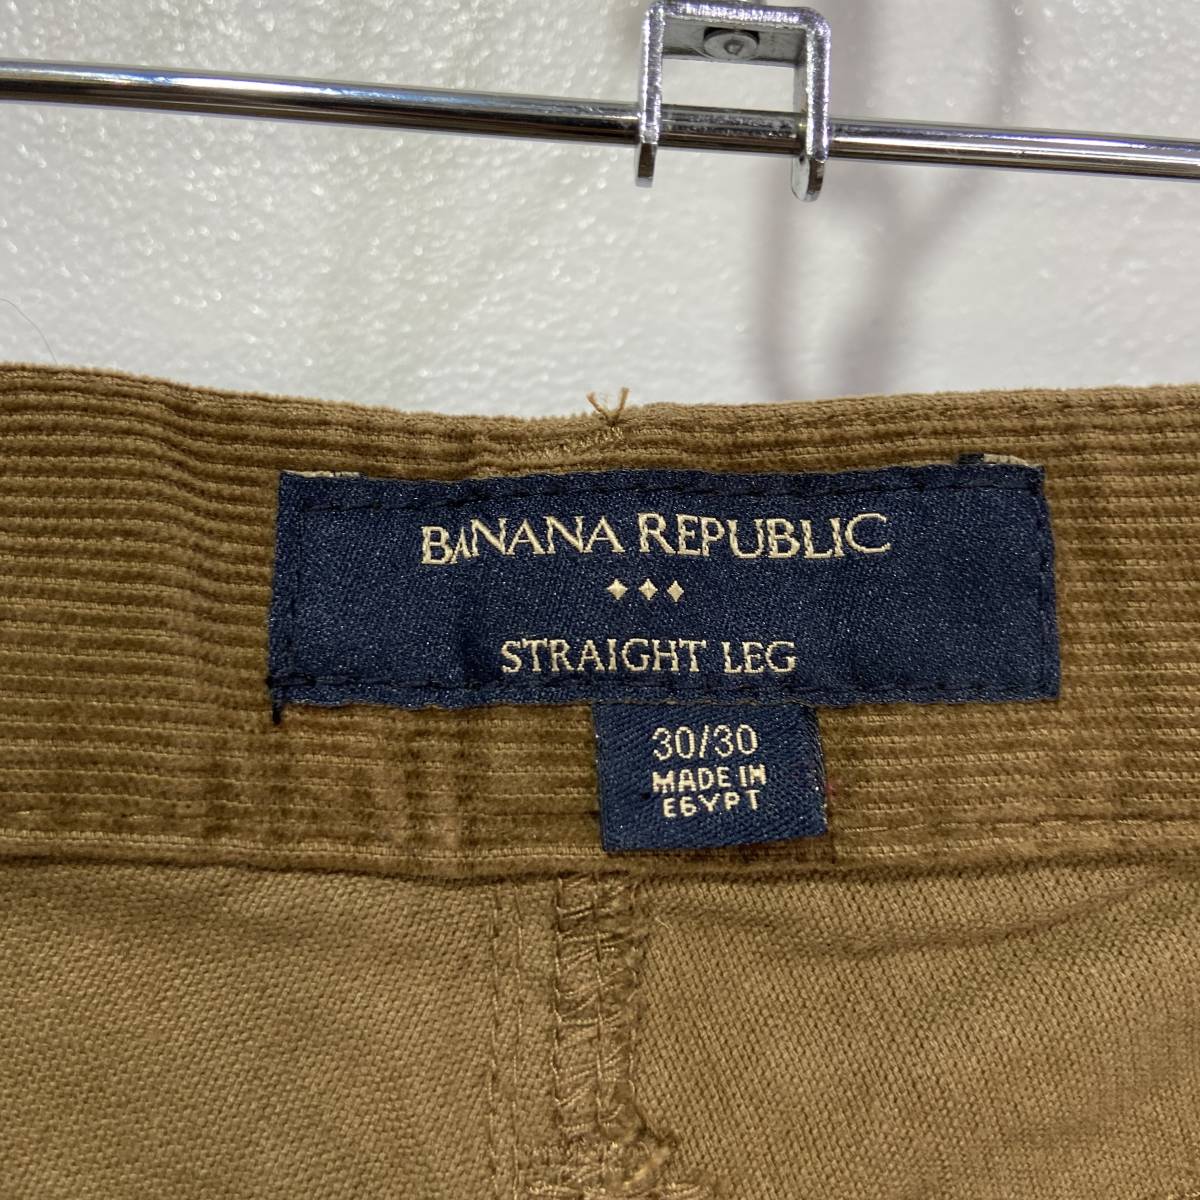 BANANA REPUBLIC
STRAIGHT LEG
30/30
MADE IN
EGYPT